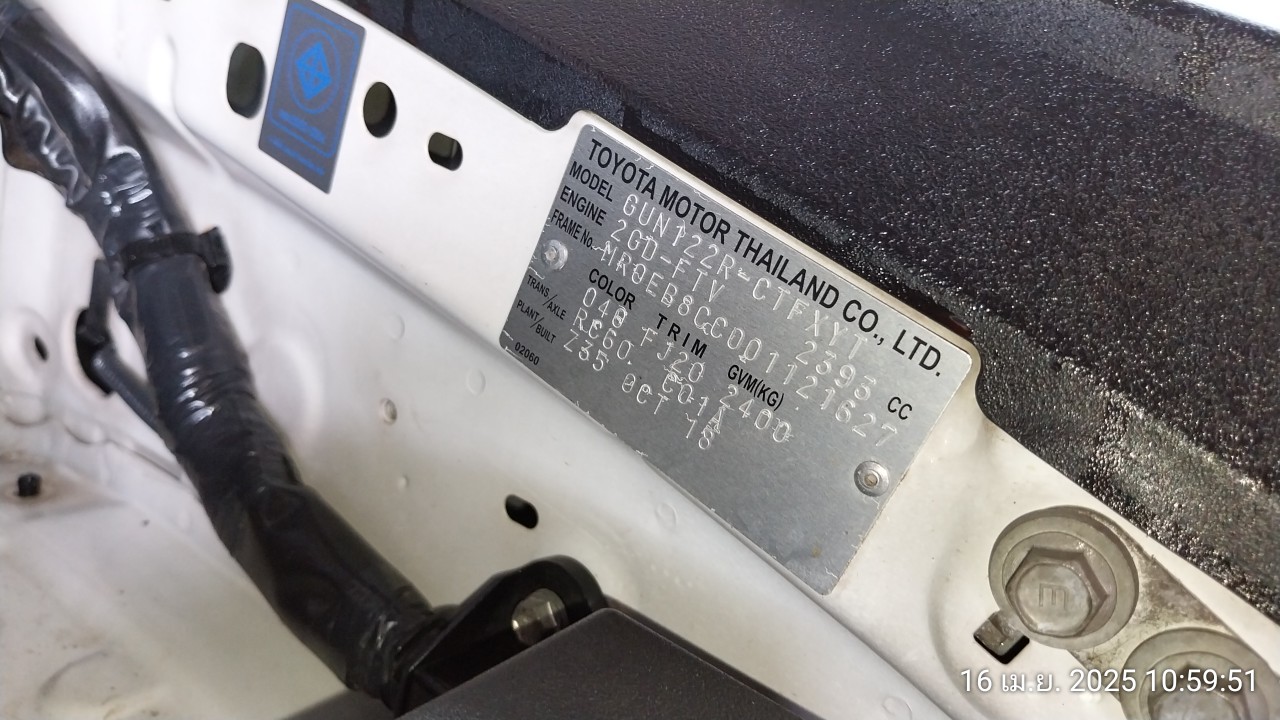 TOYOTA MOTOR THAILAND CO., LTD.
MODEL GUN122R-CTFXYT
ENGINE 2GD-FTV 2393 CC
FRAME No. MR0EB8CC001121627
COLOR TRIM GVM(KG)
040 FJ20 2400
TRANS/AXLE RC60 C01A
PLANT/BUILT Z35 OCT 18
02060
E
16 เม.ย. 2025 10:59:51